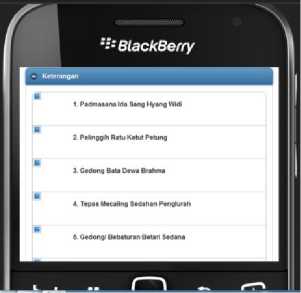 BlackBerry
Keterangan
1. Padmasana Ida Sang Hyang Widi
2. Pelinggih Ratu Ketut Petung
3. Gedong Bata Dewa Brahma
4. Tepas Mecaling Sedahan Penglurah
5. Gedong/ Bebaturan Betari Sedana